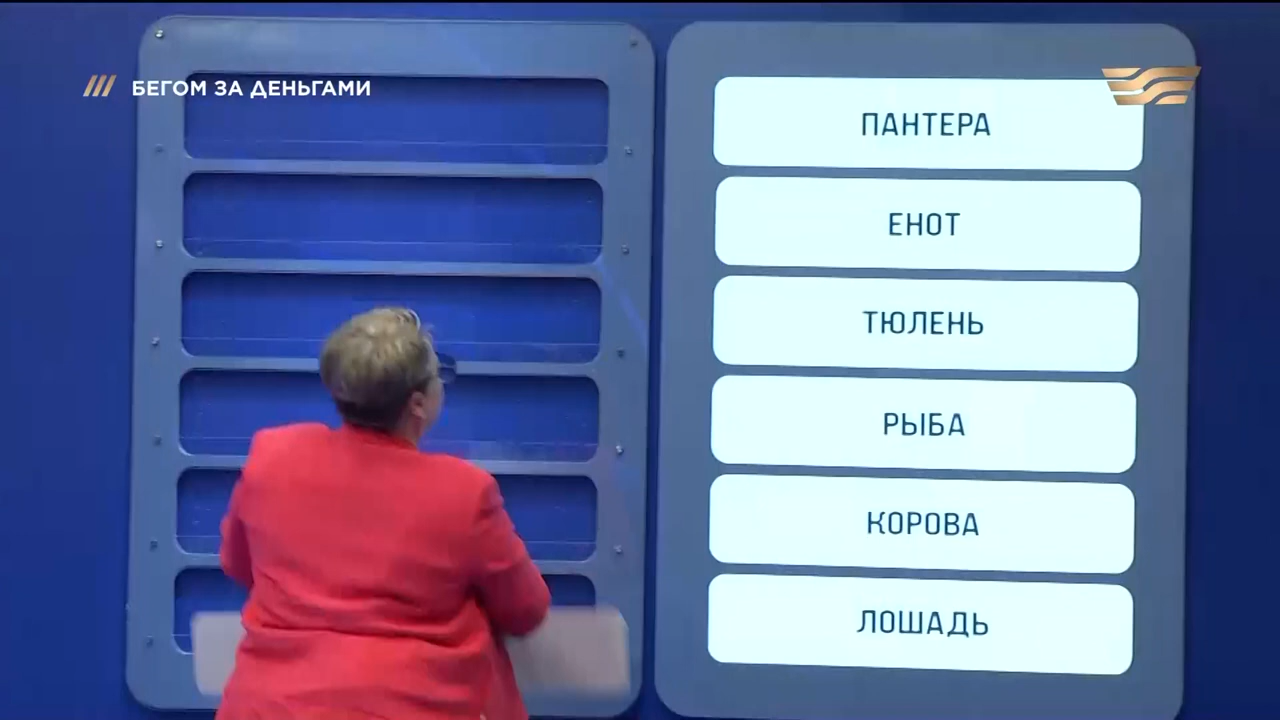 /// БЕГОМ ЗА ДЕНЬГАМИ
ПАНТЕРА
ЕНОТ
ТЮЛЕНЬ
РЫБА
КОРОВА
ЛОШАДЬ